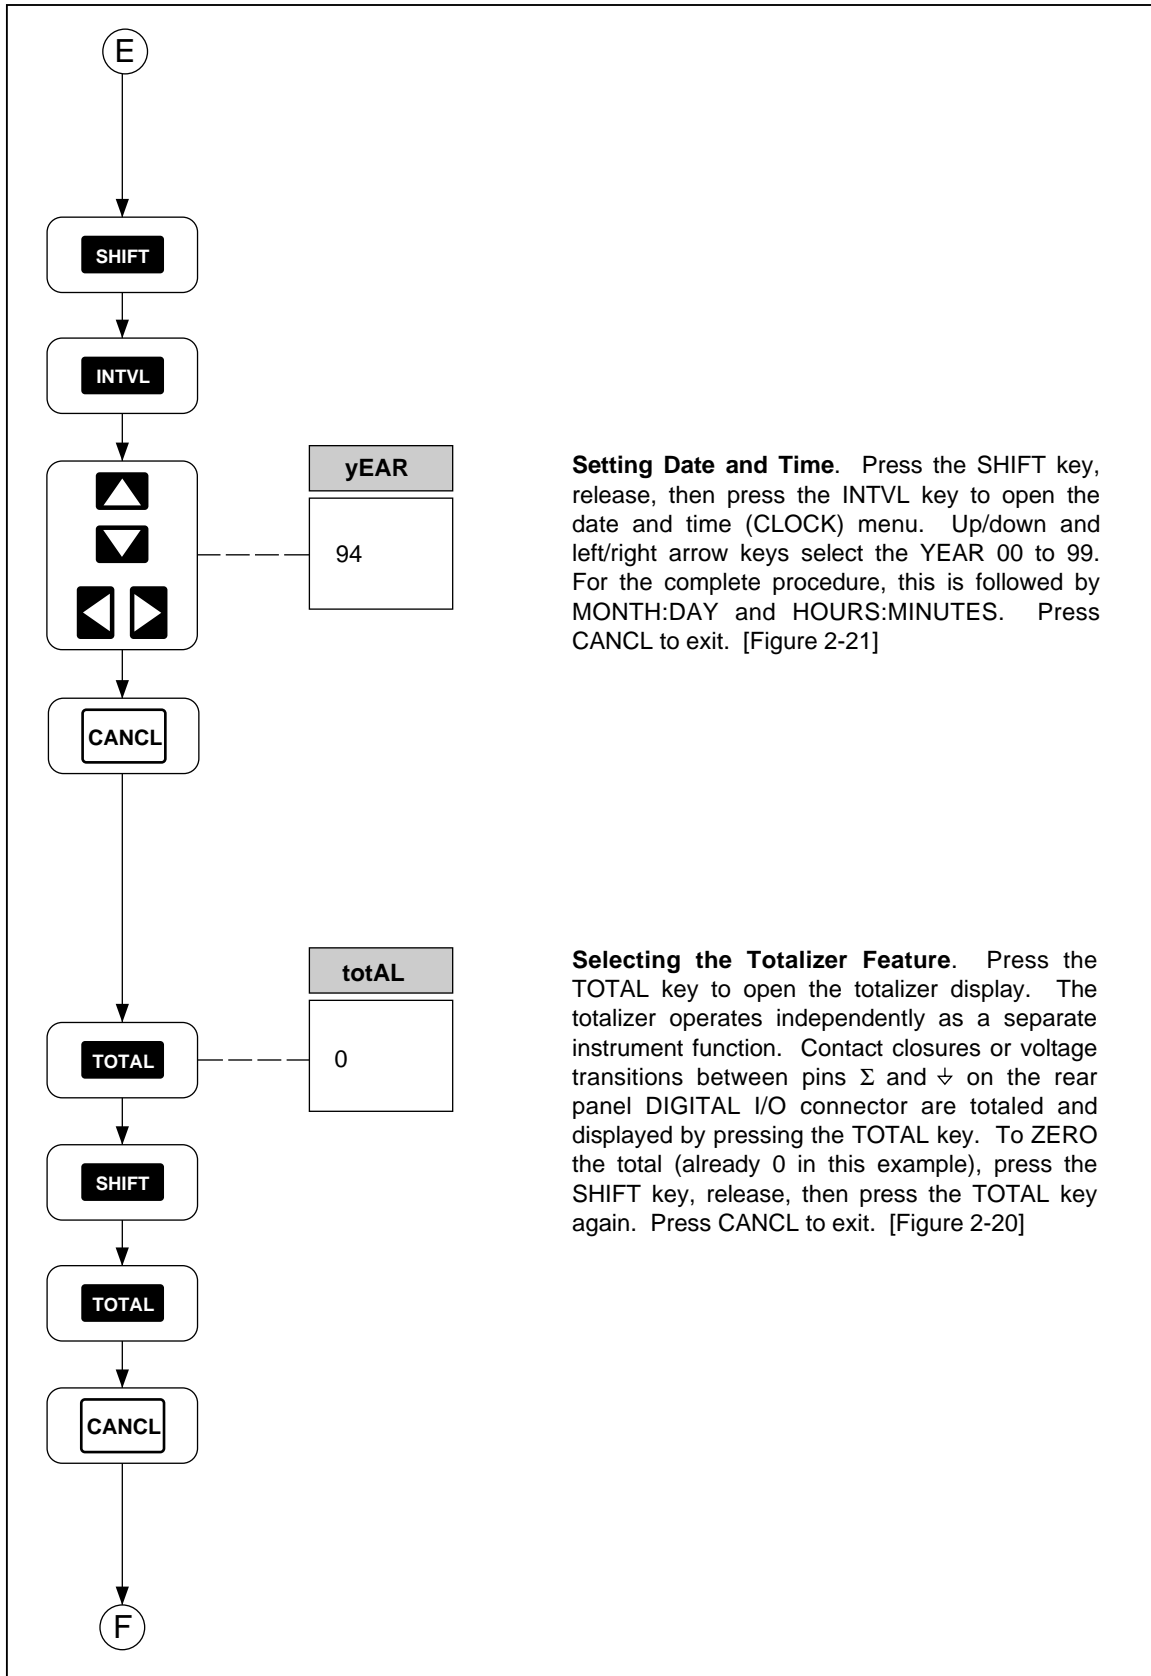 E
SHIFT
INTVL
yEAR
94
Setting Date and Time. Press the SHIFT key,
release, then press the INTVL key to open the
date and time (CLOCK) menu. Up/down and
left/right arrow keys select the YEAR 00 to 99.
For the complete procedure, this is followed by
MONTH:DAY and HOURS:MINUTES. Press
CANCL to exit. [Figure 2-21]
CANCL
totAL
0
Selecting the Totalizer Feature. Press the
TOTAL key to open the totalizer display. The
totalizer operates independently as a separate
instrument function. Contact closures or voltage
transitions between pins Σ and ⏚ on the rear
panel DIGITAL I/O connector are totaled and
displayed by pressing the TOTAL key. To ZERO
the total (already 0 in this example), press the
SHIFT key, release, then press the TOTAL key
again. Press CANCL to exit. [Figure 2-20]
TOTAL
SHIFT
TOTAL
CANCL
F